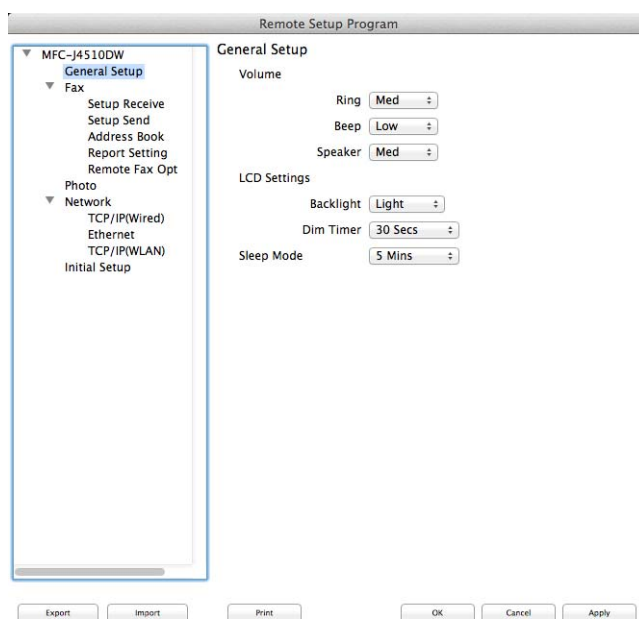 Remote Setup Program
MFC-J4510DW
General Setup
Fax
Setup Receive
Setup Send
Address Book
Report Setting
Remote Fax Opt
Photo
Network
TCP/IP(Wired)
Ethernet
TCP/IP(WLAN)
Initial Setup
General Setup
Volume
Ring Med
Beep Low
Speaker Med
LCD Settings
Backlight Light
Dim Timer 30 Secs
Sleep Mode 5 Mins
Export Import Print OK Cancel Apply